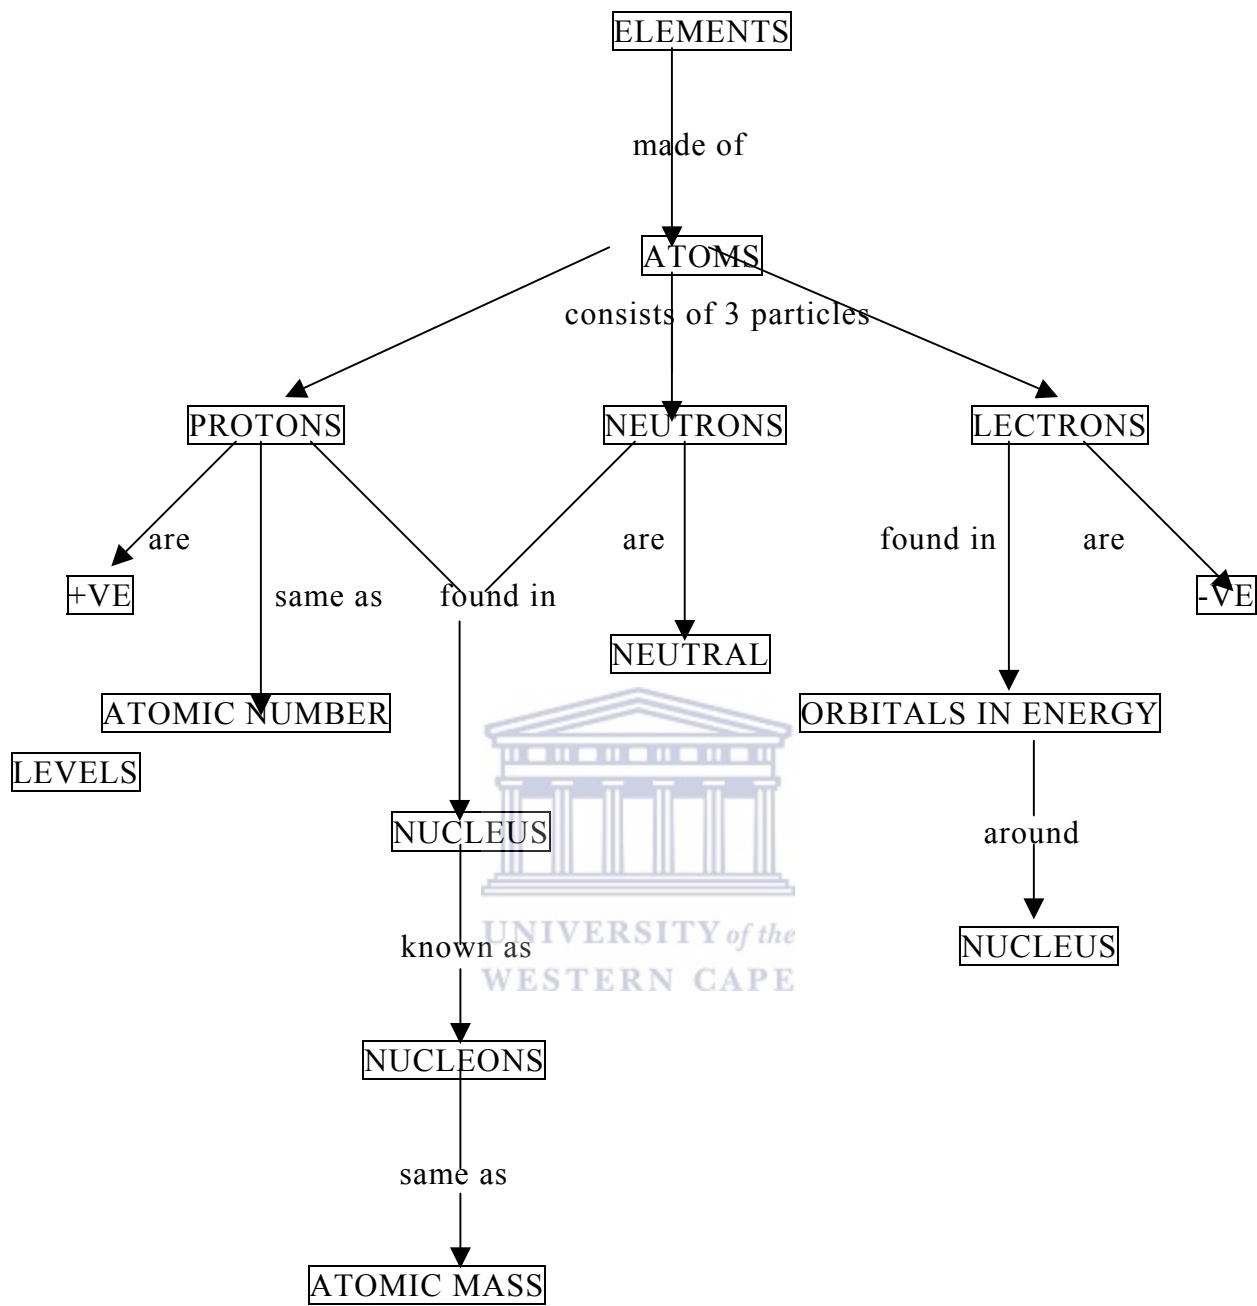 ELEMENTS
made of
ATOMS
consists of 3 particles
PROTONS NEUTRONS LECTRONS
are are found in are
+VE same as found in -VE
NEUTRAL
ATOMIC NUMBER ORBITALS IN ENERGY
LEVELS
NUCLEUS around
known as NUCLEUS
UNIVERSITY of the
WESTERN CAPE
NUCLEONS
same as
ATOMIC MASS